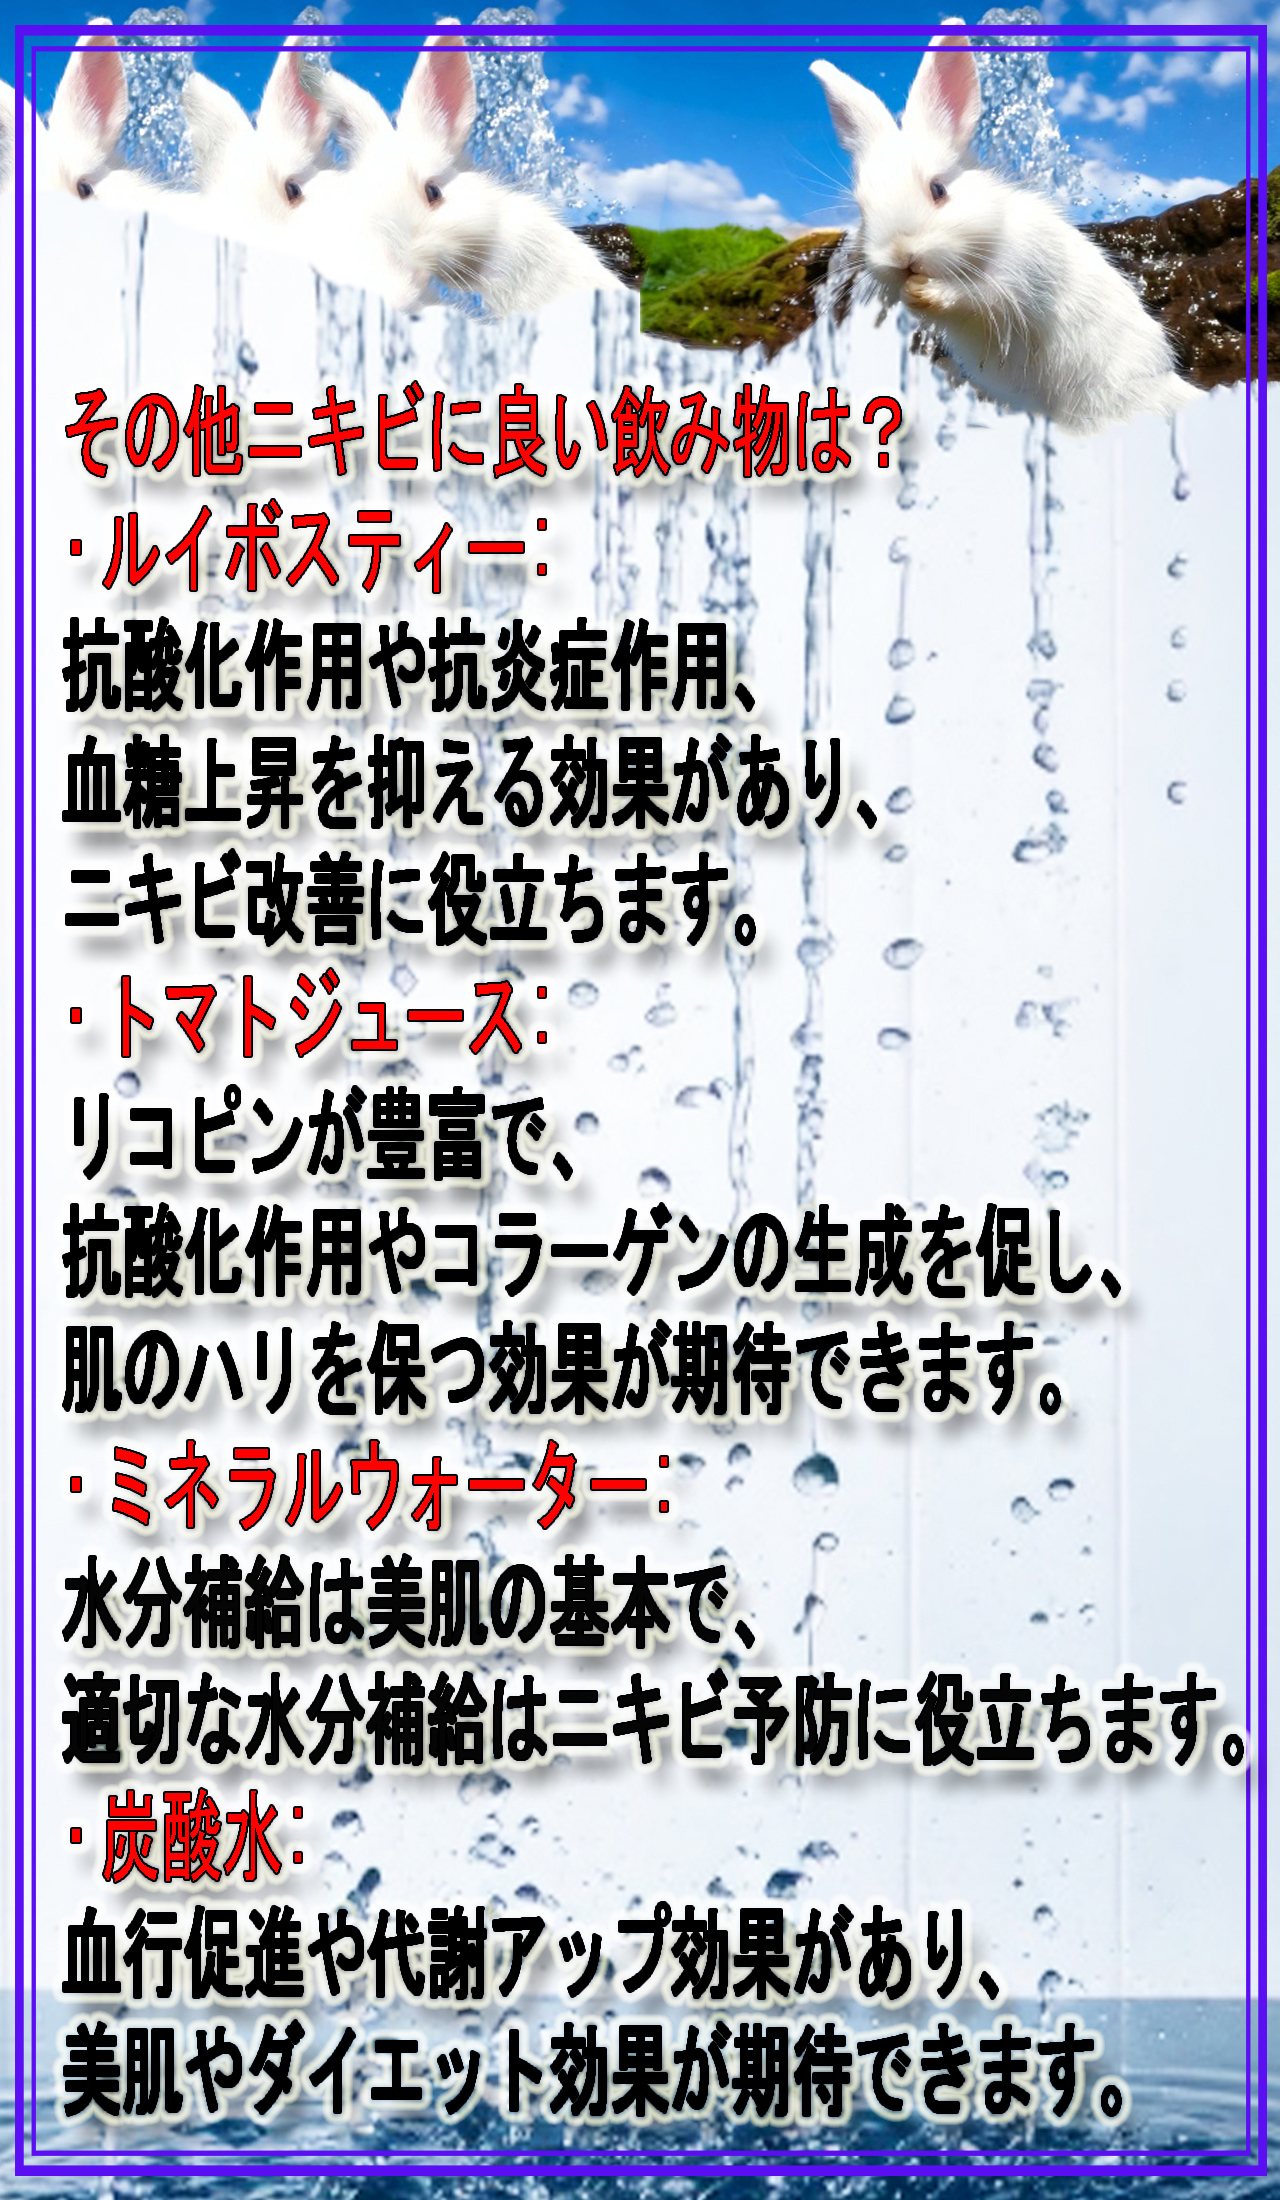 その他ニキビに良い飲み物は？
・ルイボスティー：
抗酸化作用や抗炎症作用、
血糖上昇を抑える効果があり、
ニキビ改善に役立ちます。
・トマトジュース：
リコピンが豊富で、
抗酸化作用やコラーゲンの生成を促し、
肌のハリを保つ効果が期待できます。
・ミネラルウォーター：
水分補給は美肌の基本で、
適切な水分補給はニキビ予防に役立ちます。
・炭酸水：
血行促進や代謝アップ効果があり、
美肌やダイエット効果が期待できます。